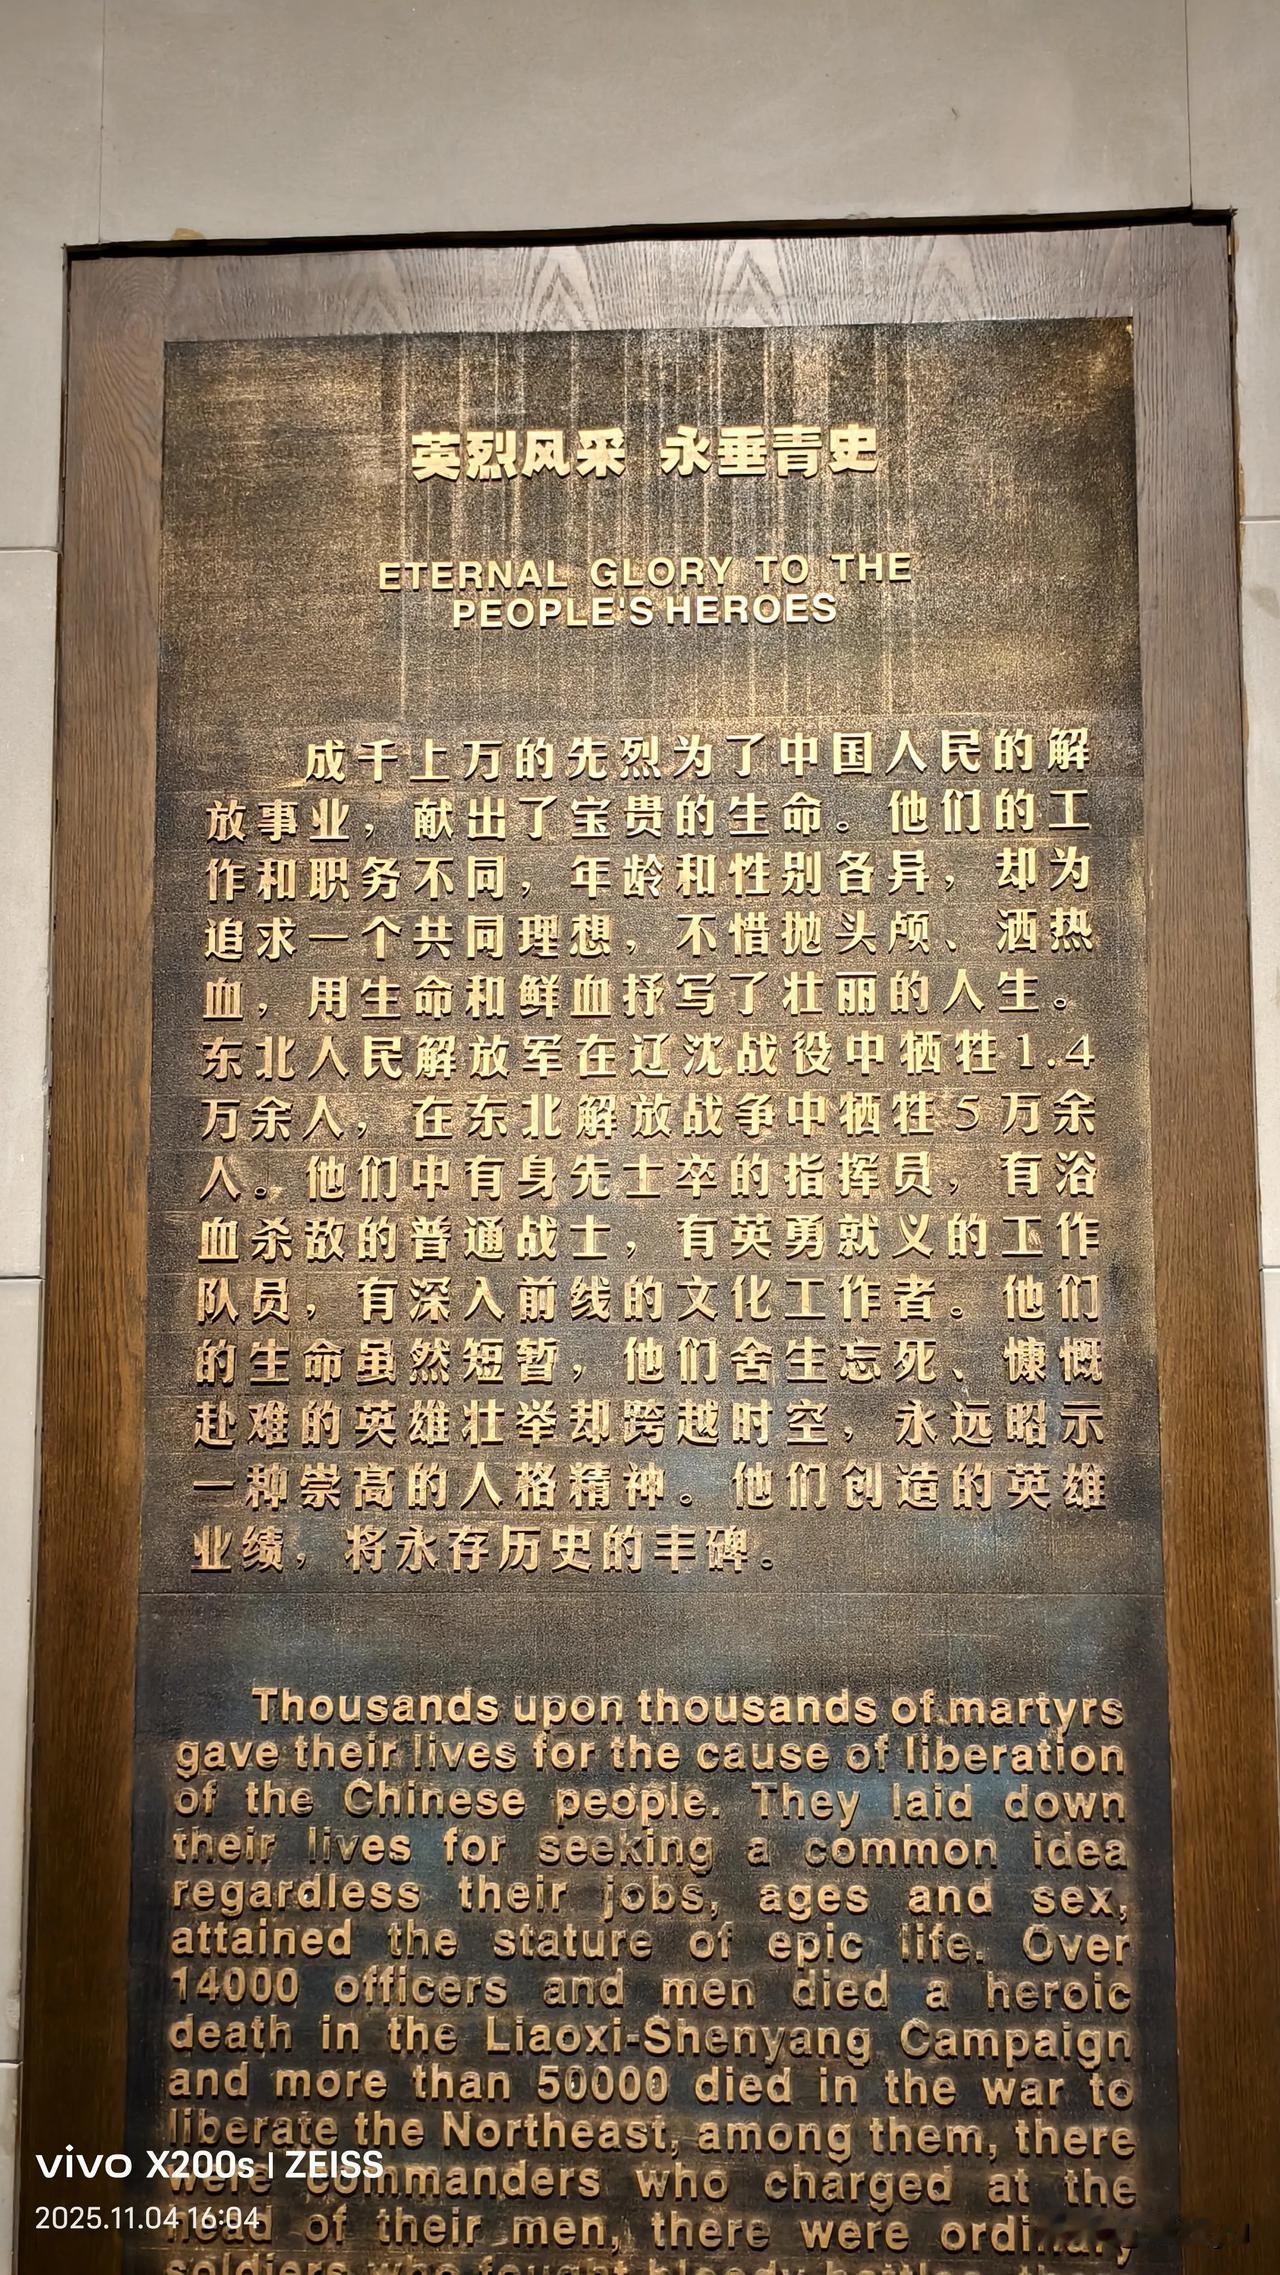 英烈风采 永垂青史
ETERNAL GLORY TO THE
PEOPLE'S HEROES
成千上万的先烈为了中国人民的解
放事业，献出了宝贵的生命。他们的工
作和职务不同，年龄和性别各异，却为
追求一个共同理想，不惜抛头颅、洒热
血，用生命和鲜血抒写了壮丽的人生。
东北人民解放军在辽沈战役中牺牲1.4
万余人，在东北解放战争中牺牲5万余
人。他们中有身先士卒的指挥员，有浴
血杀敌的普通战士，有英勇就义的工作
队员，有深入前线的文化工作者。他们
的生命虽然短暂，他们舍生忘死、慷慨
赴难的英雄壮举却跨越时空，永远昭示
一种崇高的人格精神。他们创造的英雄
业绩，将永存历史的丰碑。
Thousands upon thousands of martyrs
gave their lives for the cause of liberation
of the Chinese people. They laid down
their lives for seeking a common idea
regardless their jobs, ages and sex,
attained the stature of epic life. Over
14000 officers and men died a heroic
death in the Liaoxi-Shenyang Campaign
and more than 50000 died in the war to
liberate the Northeast, among them, there
were commanders who charged at the
head of their men, there were ordinary
soldiers who fought bloody battles,
vivo X200s | ZEISS
2025.11.04 16:04